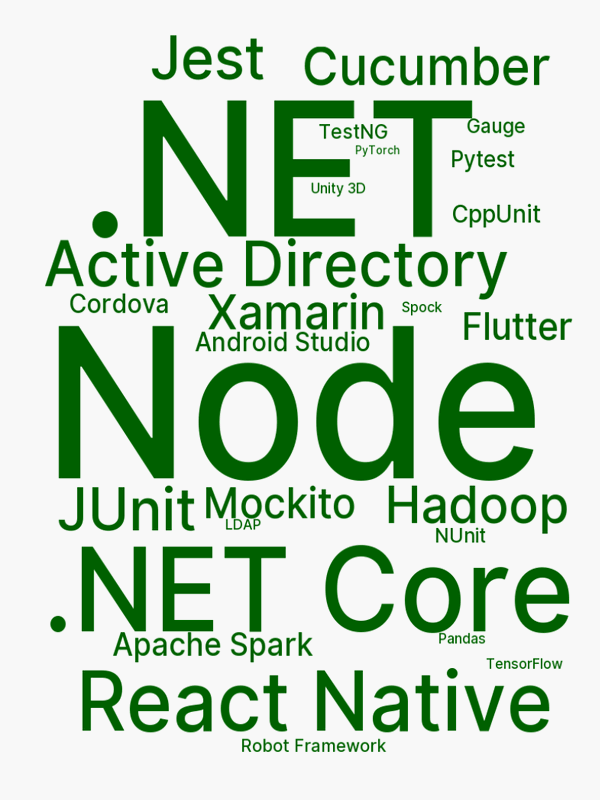 Jest
Cucumber
.NET
TestNG
Gauge
PyTorch
Pytest
Unity 3D
CppUnit
Active Directory
Cordova
Xamarin
Spock
Flutter
Android Studio
Node
JUnit
Mockito
Hadoop
LDAP
NUnit
.NET Core
Apache Spark
Pandas
TensorFlow
React Native
Robot Framework